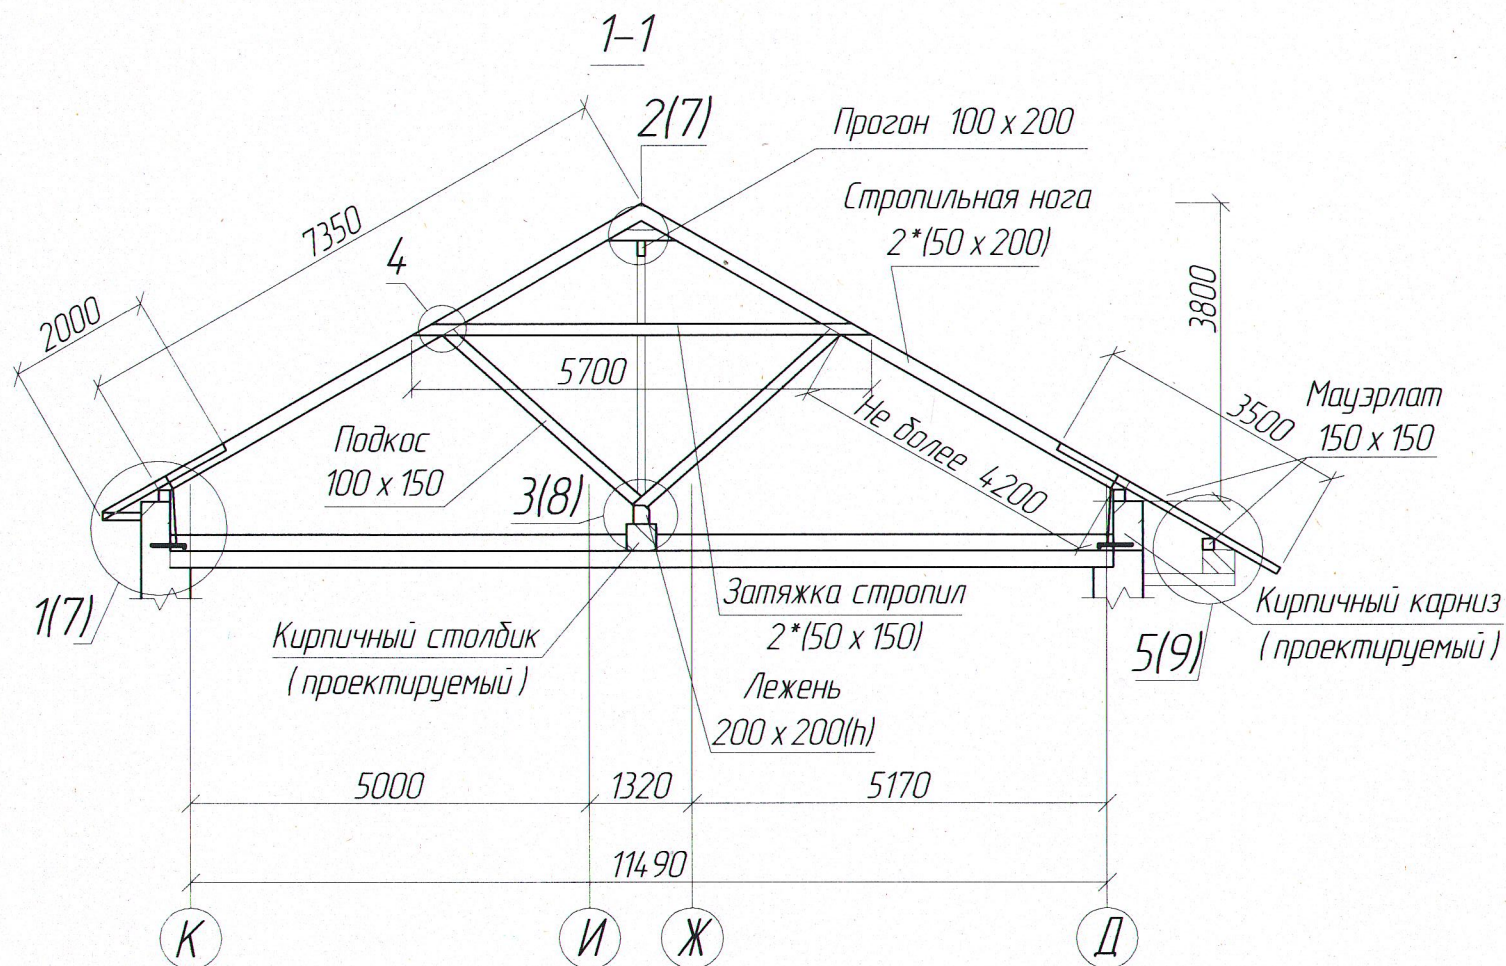 1-1
2(7)
Прогон 100 x 200
Стропильная нога
2*(50 x 200)
7350
4
2000
3800
5700
3500
Мауэрлат
150 x 150
Подкос
100 x 150
Не более 4200
3(8)
1(7)
Затяжка стропил
2*(50 x 150)
Кирпичный столбик
(проектируемый)
Кирпичный карниз
(проектируемый)
5(9)
Лежень
200 x 200(h)
5000
1320
5170
11490
К
И
Ж
Д